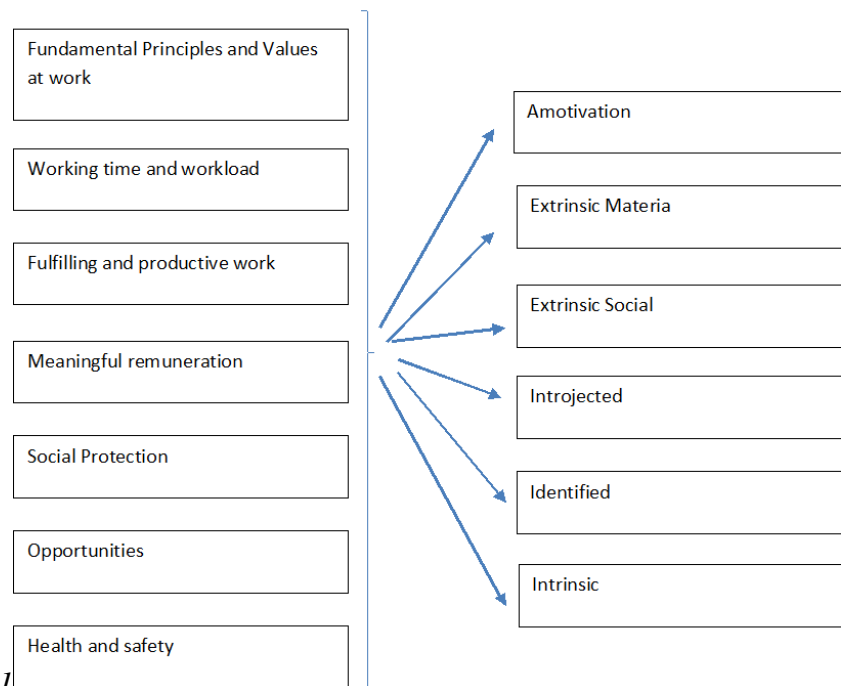 Fundamental Principles and Values
at work
Working time and workload
Fulfilling and productive work
Meaningful remuneration
Social Protection
Opportunities
Health and safety
1
Amotivation
Extrinsic Materia
Extrinsic Social
Introjected
Identified
Intrinsic